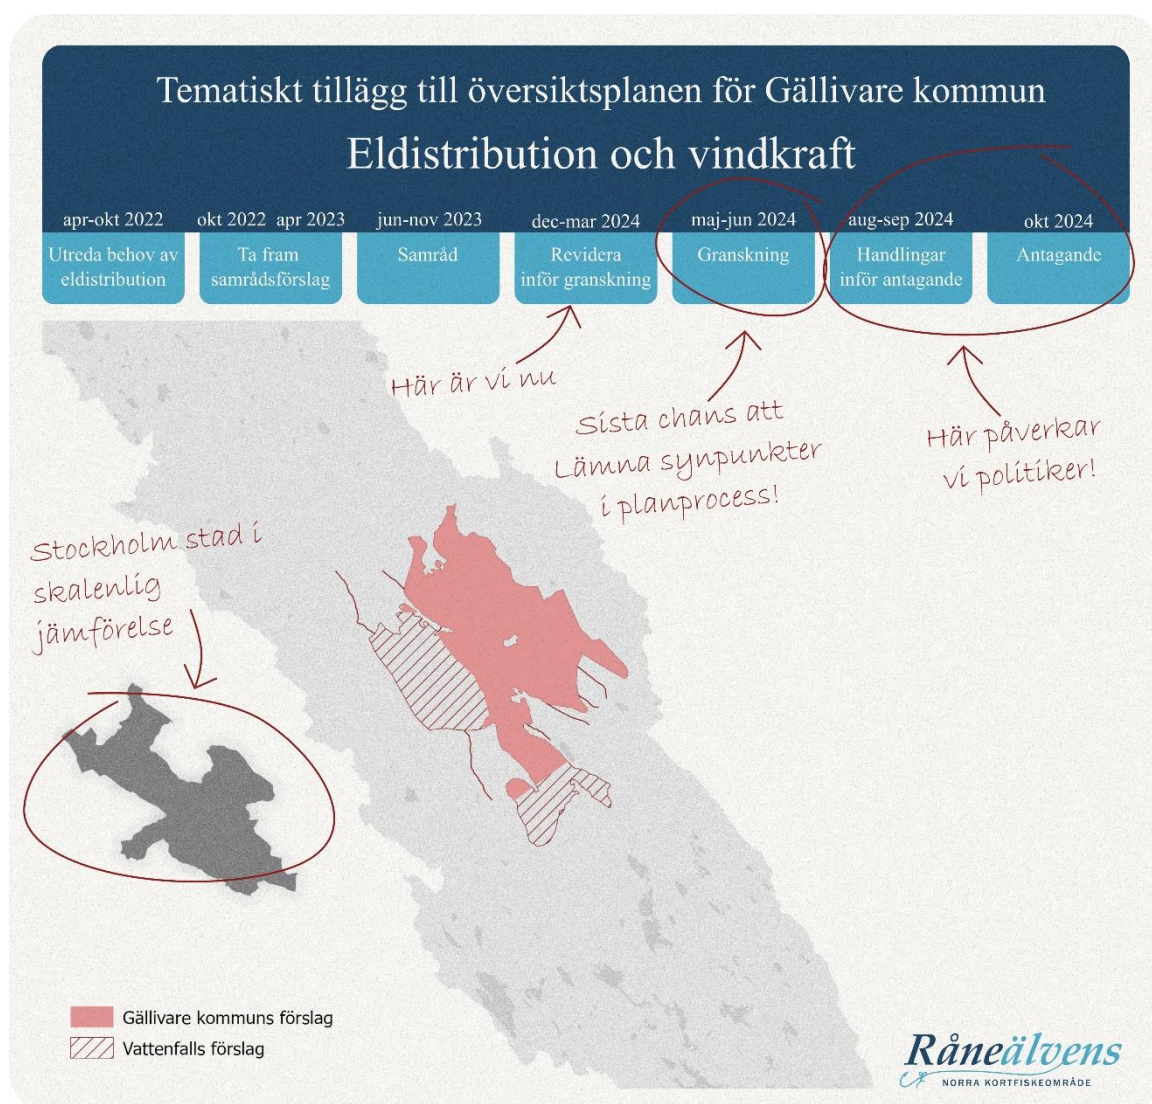 Tematiskt tillägg till översiktsplanen för Gällivare kommun
Eldistribution och vindkraft
apr-okt 2022
Utreda behov av
eldistribution
okt 2022 apr 2023
Ta fram
samrådsförslag
jun-nov 2023
Samråd
dec-mar 2024
Revidera
inför granskning
maj-jun 2024
Granskning
aug-sep 2024
Handlingar
inför antagande
okt 2024
Antagande
Här är vi nu
Sista chans att
Lämna synpunkter
i planprocess!
Här påverkar
vi politiker!
Stockholm stad i
skalenlig
jämförelse
Gällivare kommuns förslag
Vattenfalls förslag
Råneälvens
NORRA KORTFISKEOMRÅDE